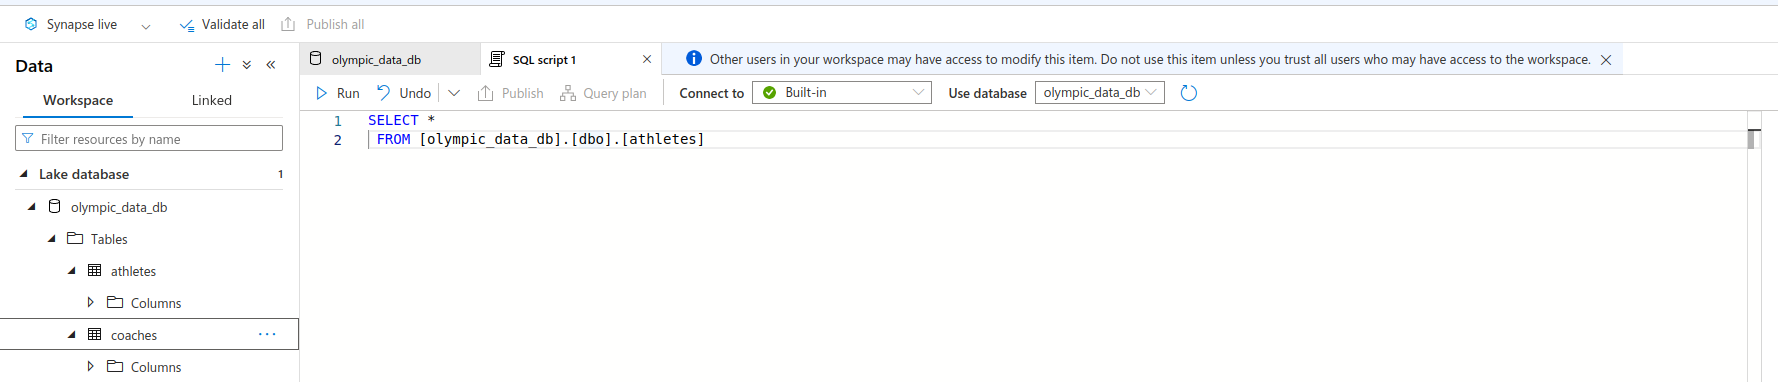 Synapse live Validate all Publish all
Data
Workspace Linked
Filter resources by name
Lake database 1
olympic_data_db
Tables
athletes
Columns
coaches
Columns
olympic_data_db SQL script 1 Other users in your workspace may have access to modify this item. Do not use this item unless you trust all users who may have access to the workspace.
Run Undo Publish Query plan Connect to Built-in Use database olympic_data_db
1 SELECT *
2 FROM [olympic_data_db].[dbo].[athletes]